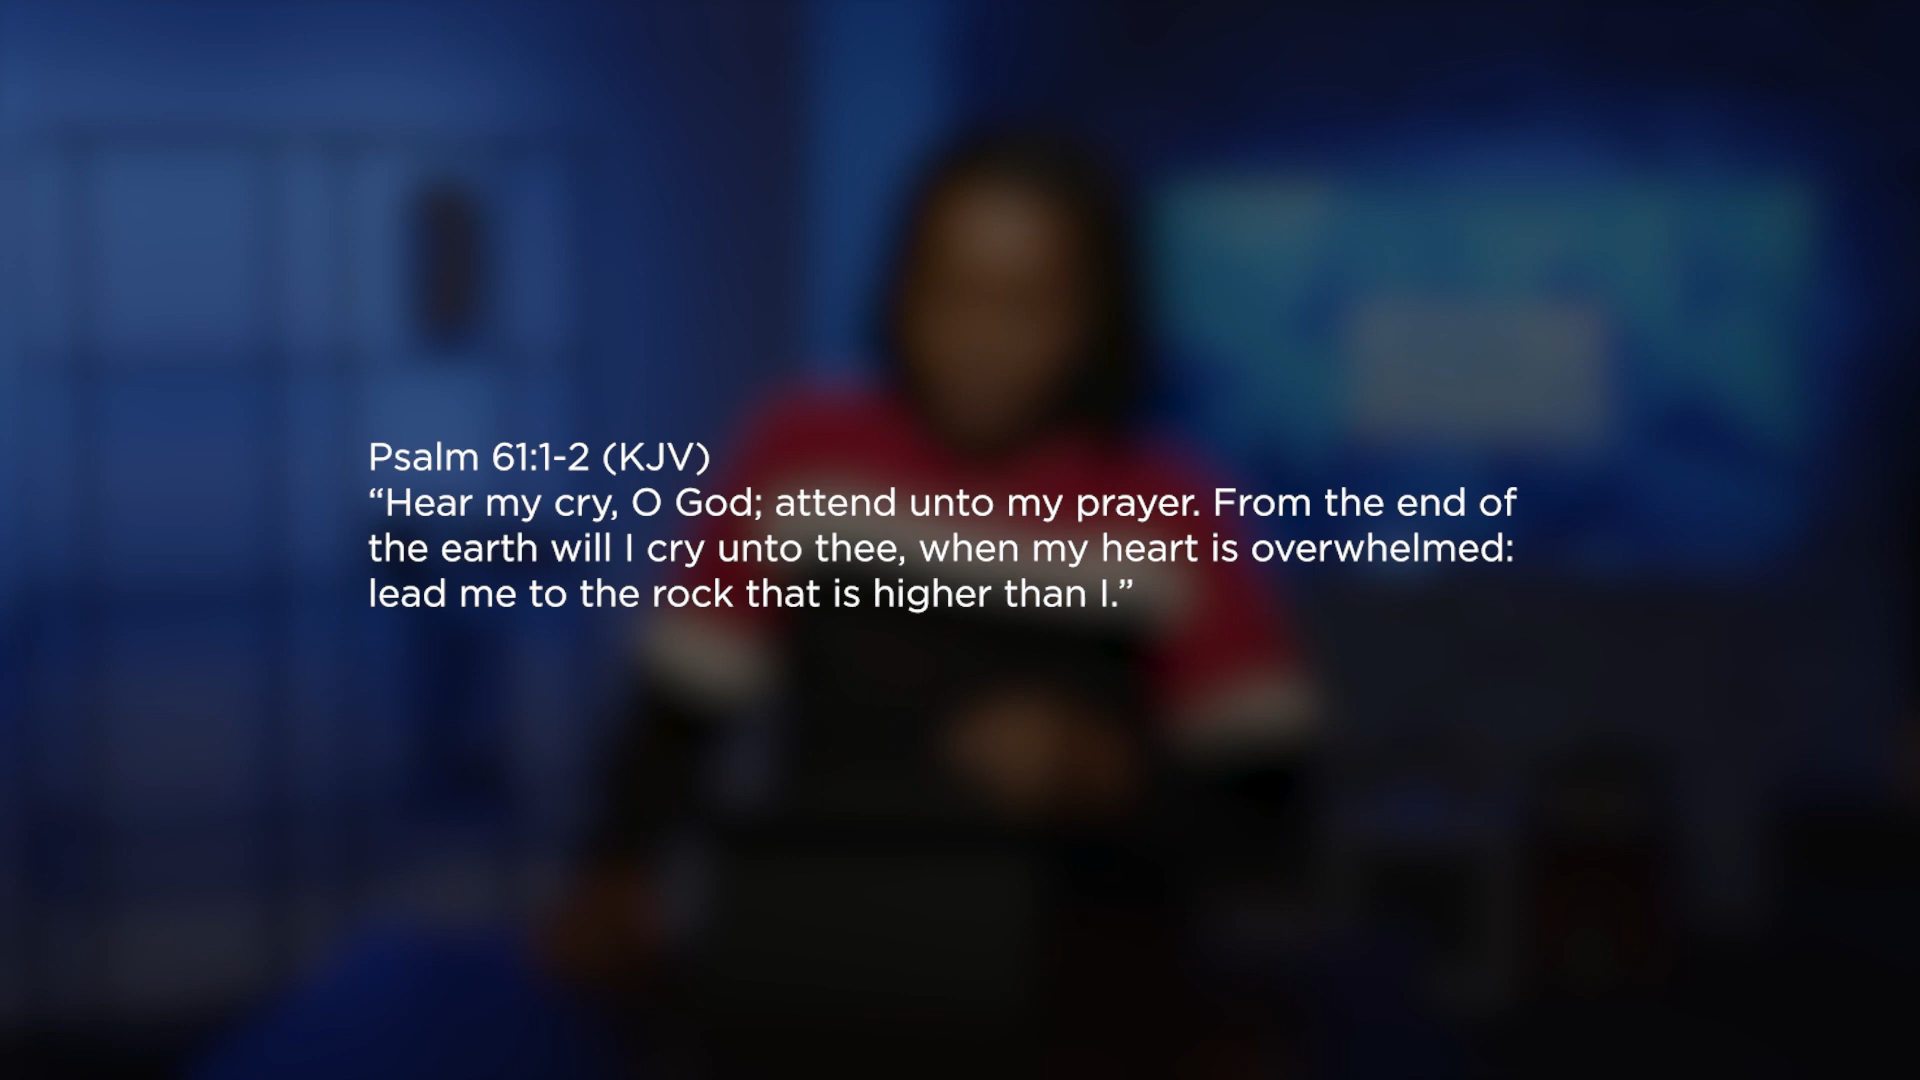 Psalm 61:1-2 (KJV)
“Hear my cry, O God; attend unto my prayer. From the end of
the earth will I cry unto thee, when my heart is overwhelmed:
lead me to the rock that is higher than I.”